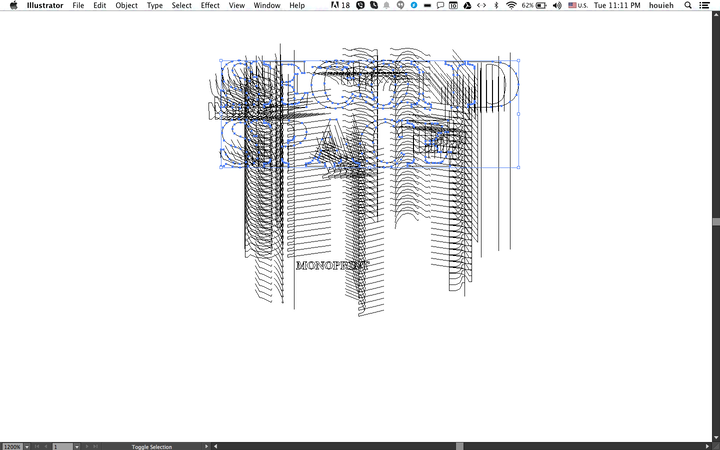 Illustrator File Edit Object Type Select Effect View Window Help 18 62% U.S. Tue 11:11 PM houieh
SECOND
SPACE
MONOPRINT
1200% 1 Toggle Selection